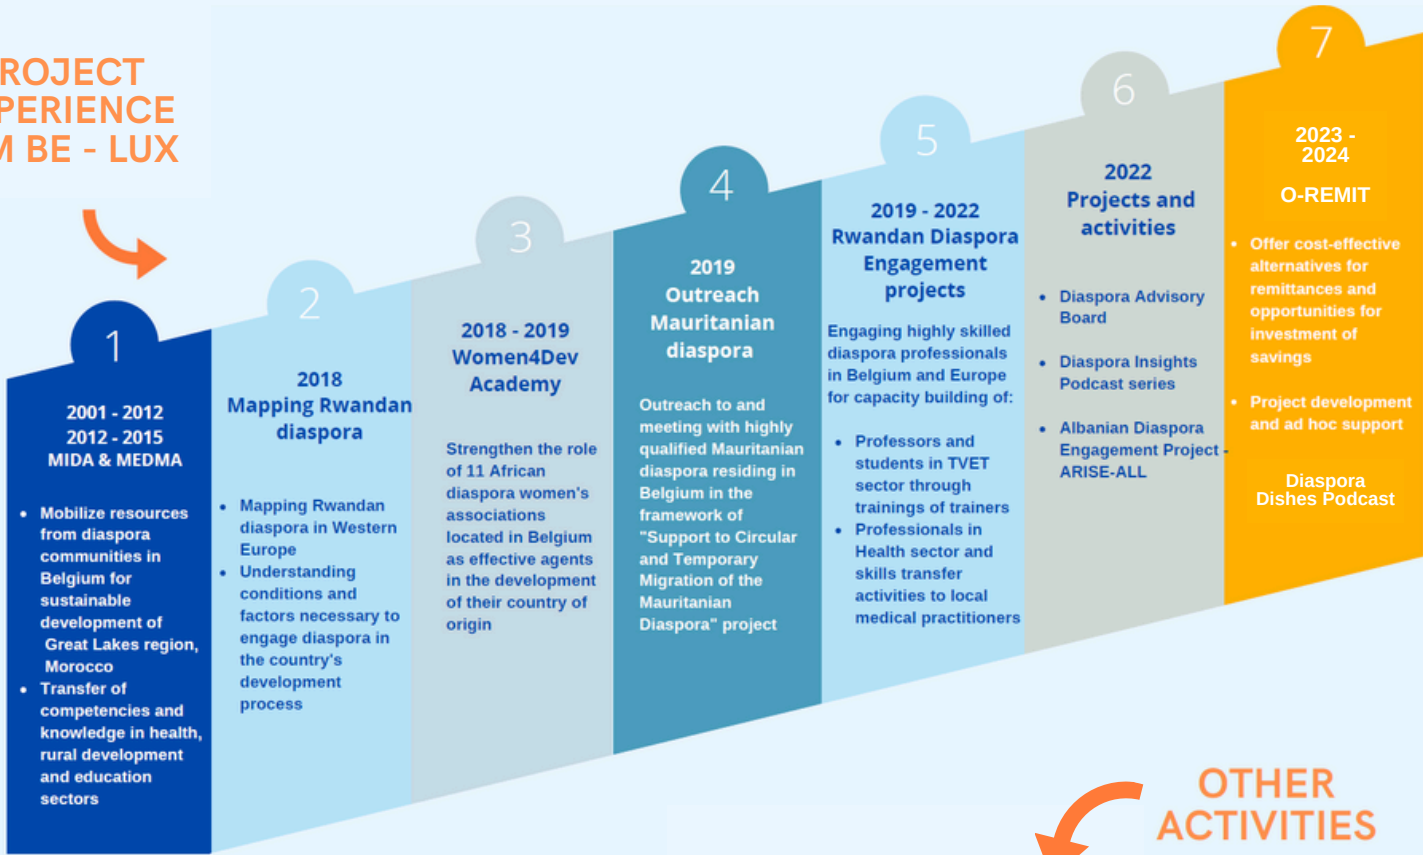 ROJECT
PERIENCE
M BE - LUX
1
2001 - 2012
2012 - 2015
MIDA & MEDMA
• Mobilize resources
from diaspora
communities in
Belgium for
sustainable
development of
Great Lakes region,
Morocco
• Transfer of
competencies and
knowledge in health,
rural development
and education
sectors
2
2018
Mapping Rwandan
diaspora
• Mapping Rwandan
diaspora in Western
Europe
• Understanding
conditions and
factors necessary to
engage diaspora in
the country's
development
process
3
2018 - 2019
Women4Dev
Academy
Strengthen the role
of 11 African
diaspora women's
associations
located in Belgium
as effective agents
in the development
of their country of
origin
4
2019
Outreach
Mauritanian
diaspora
Outreach to and
meeting with highly
qualified Mauritanian
diaspora residing in
Belgium in the
framework of
"Support to Circular
and Temporary
Migration of the
Mauritanian
Diaspora" project
5
2019 - 2022
Rwandan Diaspora
Engagement
projects
Engaging highly skilled
diaspora professionals
in Belgium and Europe
for capacity building of:
• Professors and
students in TVET
sector through
trainings of trainers
• Professionals in
Health sector and
skills transfer
activities to local
medical practitioners
6
2022
Projects and
activities
• Diaspora Advisory
Board
• Diaspora Insights
Podcast series
• Albanian Diaspora
Engagement Project -
ARISE-ALL
7
2023 -
2024
O-REMIT
• Offer cost-effective
alternatives for
remittances and
opportunities for
investment of
savings
• Project development
and ad hoc support
Diaspora
Dishes Podcast
OTHER
ACTIVITIES